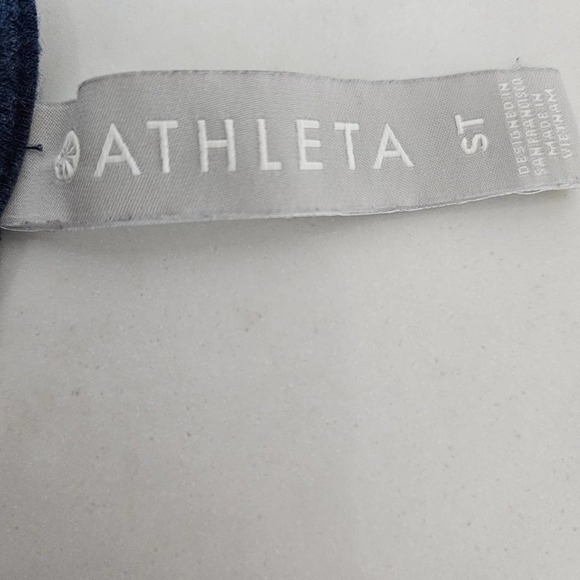 ATHLETA
ST
DESIGNED IN
SAN FRANCISCO
MADE IN
VIETNAM